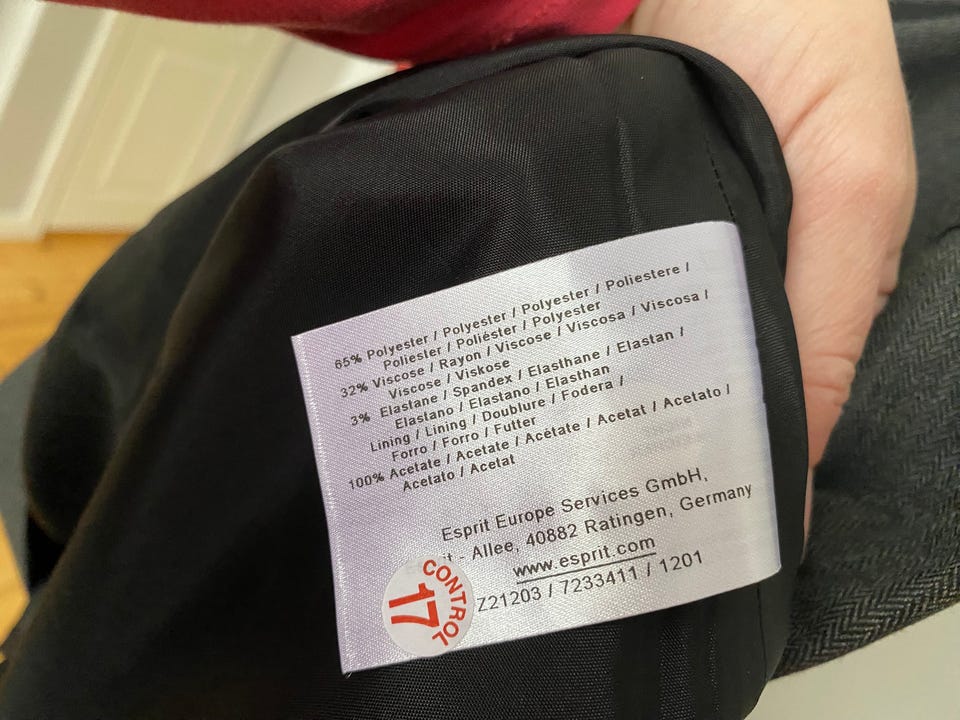 65% Polyester / Polyester / Polyester / Poliestere /
Poliester / Poliéster / Polyester
32% Viscose / Rayon / Viscose / Viscosa / Viscosa /
Viscose / Viskose
3% Elastane / Spandex / Elasthane / Elastan /
Elastano / Elastano / Elasthan
Lining / Lining / Doublure / Fodera /
Forro / Forro / Futter
100% Acetate / Acetate / Acétate / Acetat / Acetato /
Acetato / Acetat
Esprit Europe Services GmbH,
- Allee, 40882 Ratingen, Germany
www.esprit.com
Z21203 / 7233411 / 1201
CONTROL
17